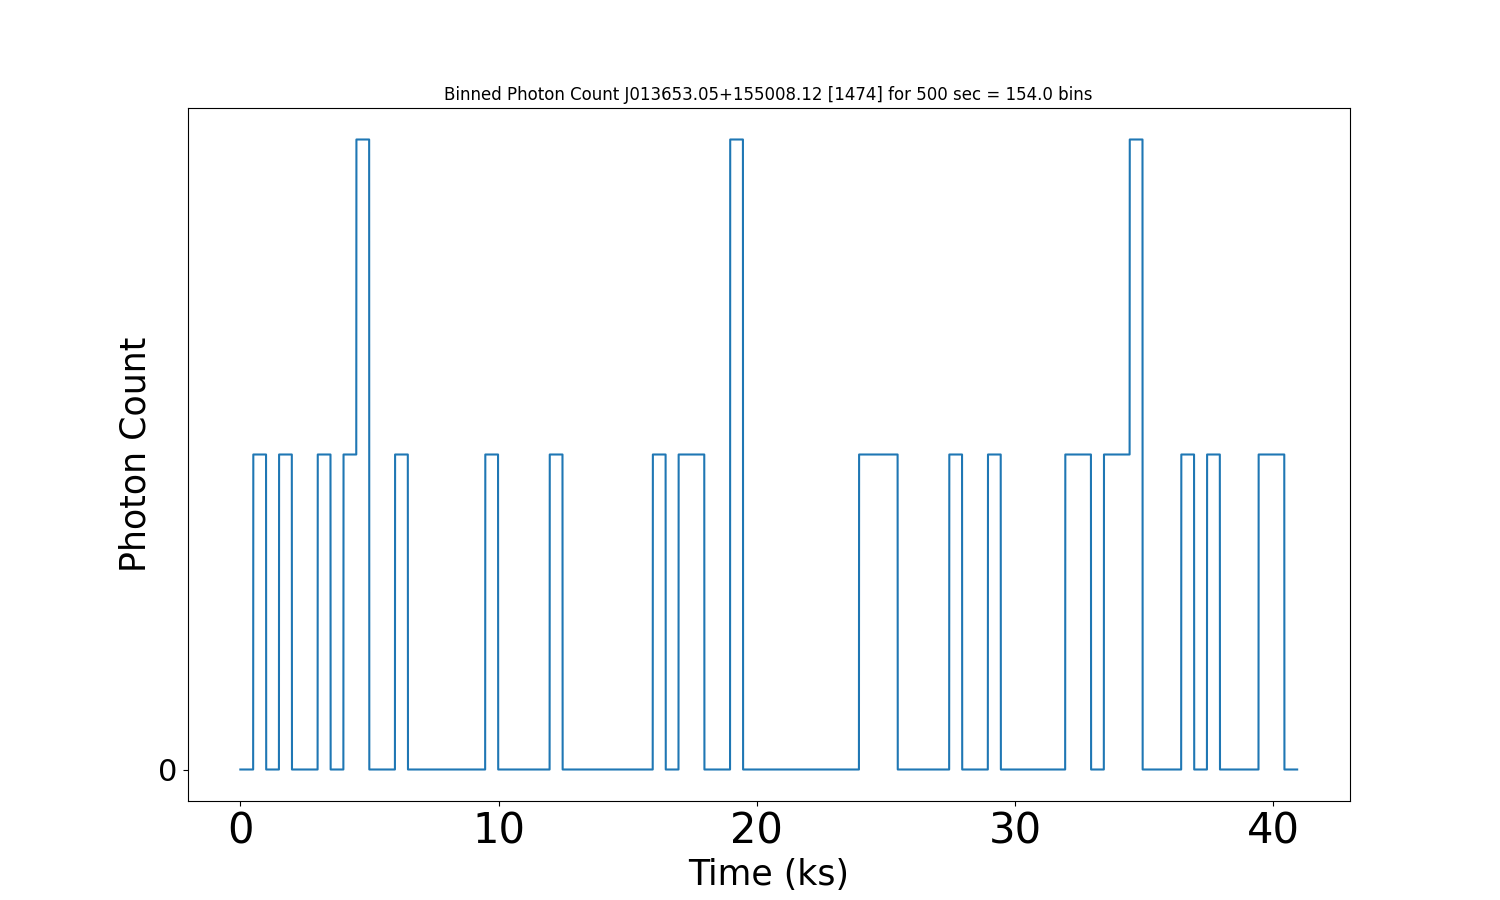 Binned Photon Count J013653.05+155008.12 [1474] for 500 sec = 154.0 bins
Photon Count
0
0 10 20 30 40
Time (ks)